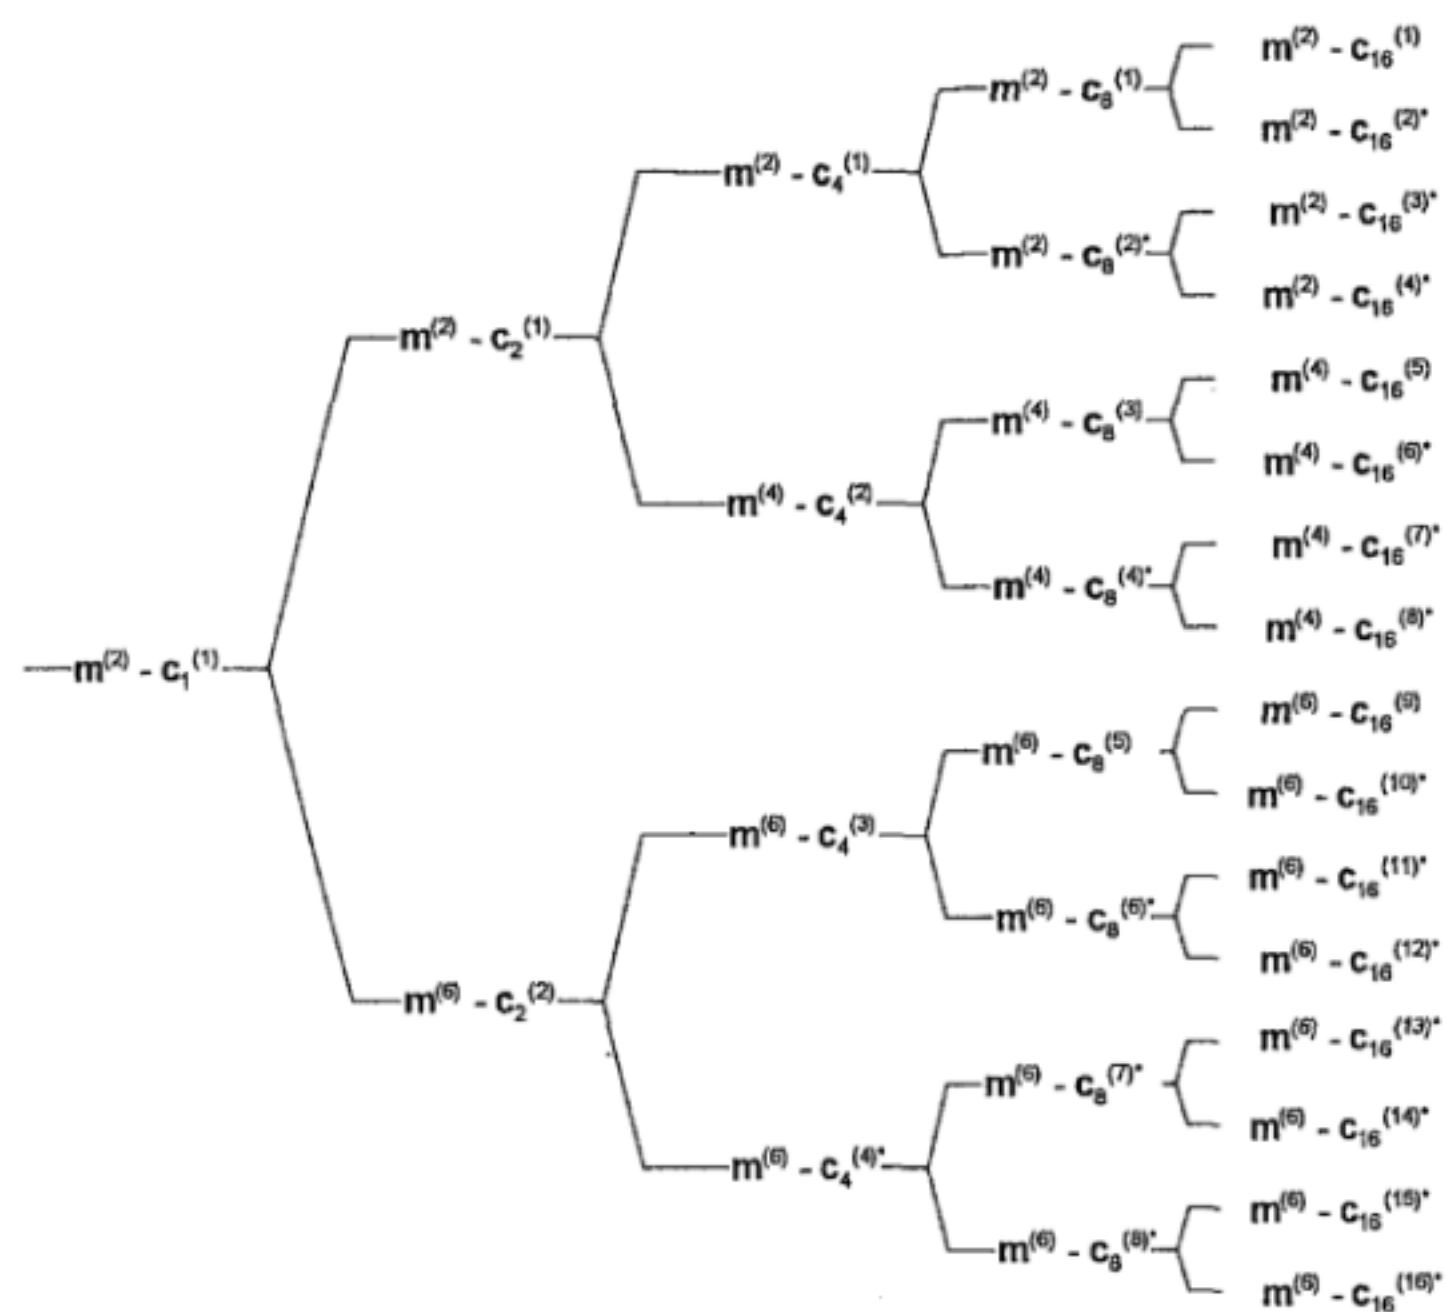 m⁽²⁾ - c₁₆⁽¹⁾
m⁽²⁾ - c₈⁽¹⁾
m⁽²⁾ - c₁₆⁽²⁾*
m⁽²⁾ - c₄⁽¹⁾
m⁽²⁾ - c₁₆⁽³⁾*
m⁽²⁾ - c₈⁽²⁾*
m⁽²⁾ - c₁₆⁽⁴⁾*
m⁽²⁾ - c₂⁽¹⁾
m⁽⁴⁾ - c₁₆⁽⁵⁾
m⁽⁴⁾ - c₈⁽³⁾
m⁽⁴⁾ - c₁₆⁽⁶⁾*
m⁽⁴⁾ - c₄⁽²⁾
m⁽⁴⁾ - c₁₆⁽⁷⁾*
m⁽⁴⁾ - c₈⁽⁴⁾*
m⁽⁴⁾ - c₁₆⁽⁸⁾*
m⁽²⁾ - c₁⁽¹⁾
m⁽⁶⁾ - c₁₆⁽⁹⁾
m⁽⁶⁾ - c₈⁽⁵⁾
m⁽⁶⁾ - c₁₆⁽¹⁰⁾*
m⁽⁶⁾ - c₄⁽³⁾
m⁽⁶⁾ - c₁₆⁽¹¹⁾*
m⁽⁶⁾ - c₈⁽⁶⁾*
m⁽⁶⁾ - c₁₆⁽¹²⁾*
m⁽⁶⁾ - c₂⁽²⁾
m⁽⁶⁾ - c₁₆⁽¹³⁾*
m⁽⁶⁾ - c₈⁽⁷⁾*
m⁽⁶⁾ - c₁₆⁽¹⁴⁾*
m⁽⁶⁾ - c₄⁽⁴⁾*
m⁽⁶⁾ - c₁₆⁽¹⁵⁾*
m⁽⁶⁾ - c₈⁽⁸⁾*
m⁽⁶⁾ - c₁₆⁽¹⁶⁾*